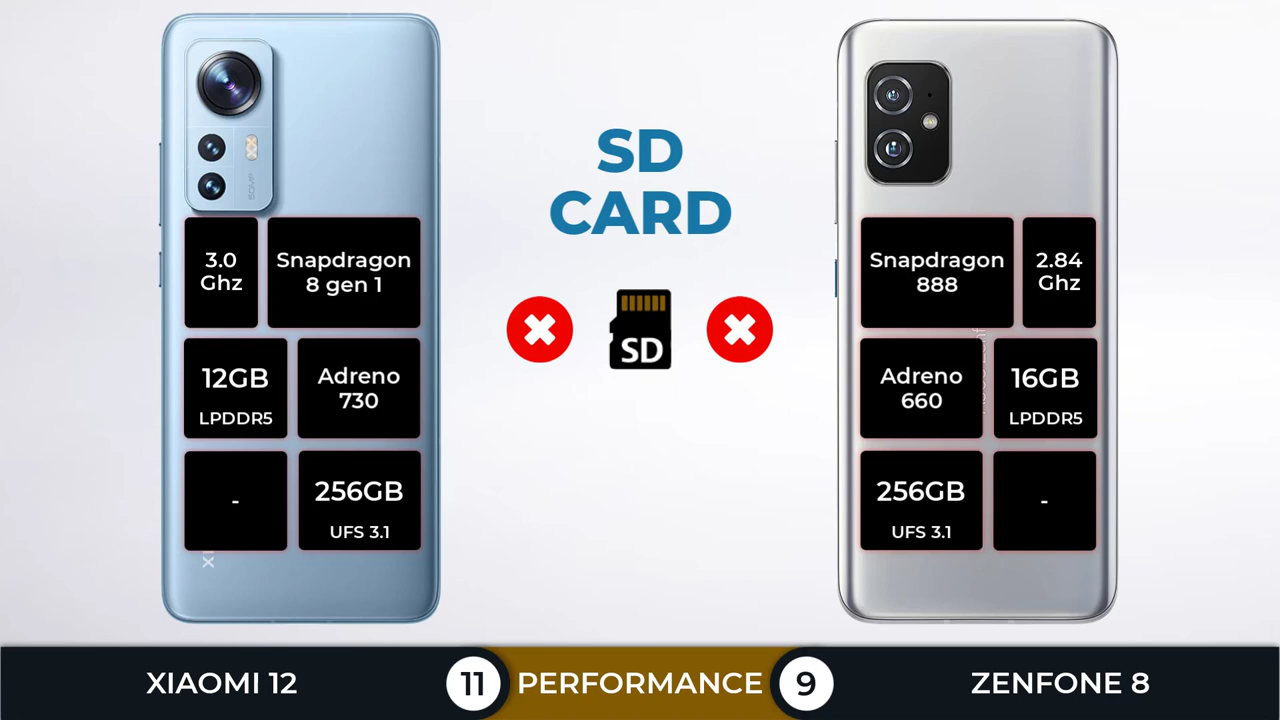 SD
CARD
3.0
Ghz
Snapdragon
8 gen 1
12GB
LPDDR5
Adreno
730
-
256GB
UFS 3.1
SD
Snapdragon
888
2.84
Ghz
Adreno
660
16GB
LPDDR5
256GB
UFS 3.1
-
XIAOMI 12
11
PERFORMANCE
9
ZENFONE 8